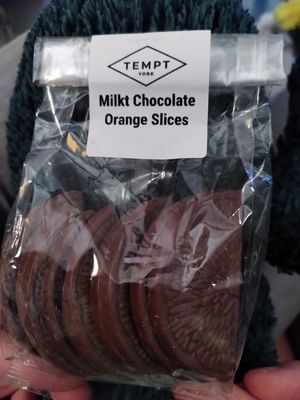 TEMPT
YORK
Milkt Chocolate
Orange Slices